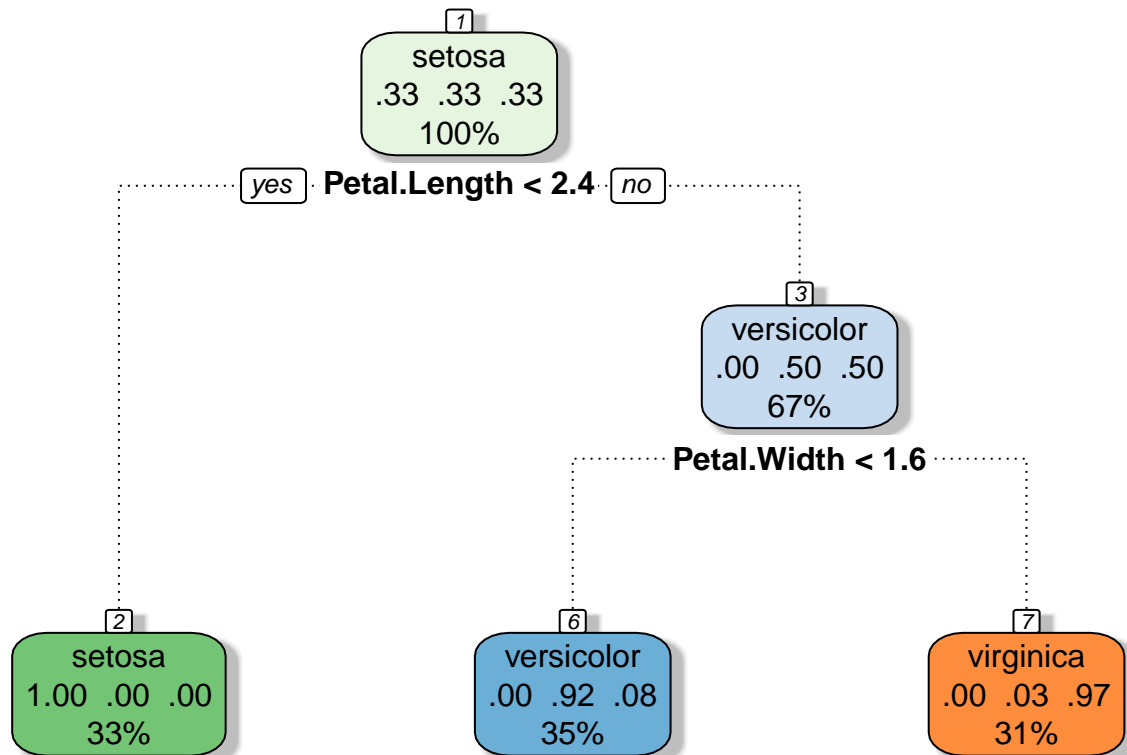 1
setosa
.33 .33 .33
100%
yes Petal.Length < 2.4 no
3
versicolor
.00 .50 .50
67%
Petal.Width < 1.6
2
setosa
1.00 .00 .00
33%
6
versicolor
.00 .92 .08
35%
7
virginica
.00 .03 .97
31%